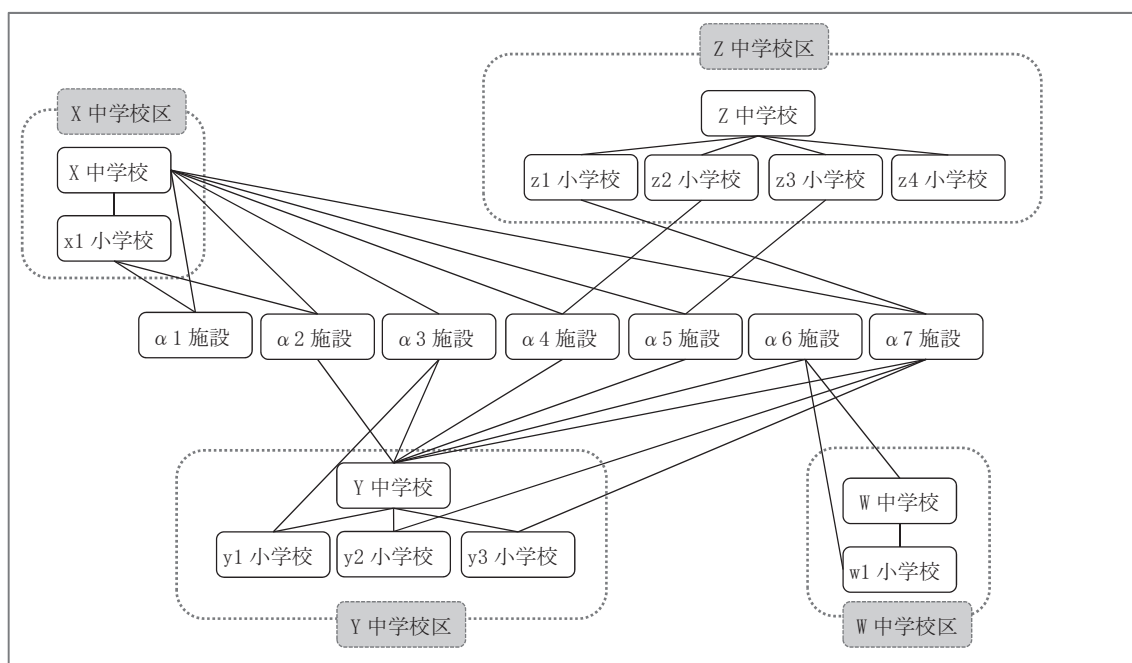 Z 中学校区
X 中学校区
Z 中学校
X 中学校
z1 小学校
z2 小学校
z3 小学校
z4 小学校
x1 小学校
α1 施設
α2 施設
α3 施設
α4 施設
α5 施設
α6 施設
α7 施設
Y 中学校
W 中学校
y1 小学校
y2 小学校
y3 小学校
w1 小学校
Y 中学校区
W 中学校区